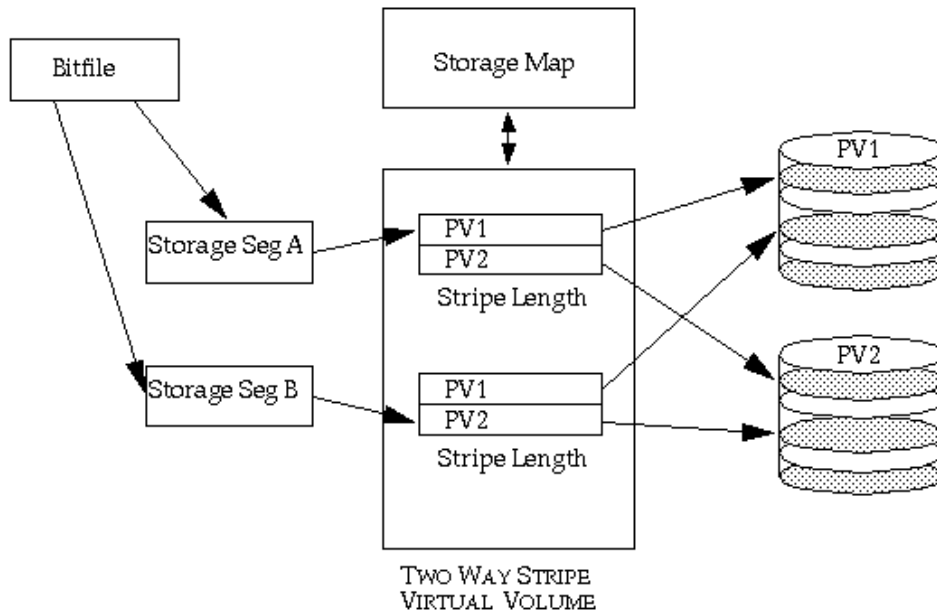 Bitfile
Storage Map
Storage Seg A
Storage Seg B
PV1
PV2
Stripe Length
PV1
PV2
Stripe Length
PV1
PV2
TWO WAY STRIPE
VIRTUAL VOLUME